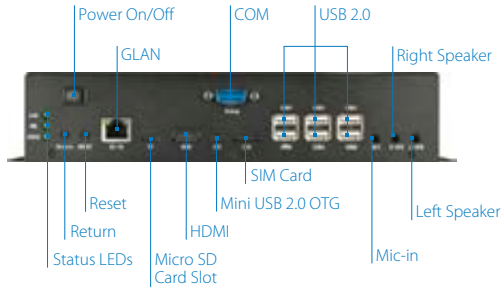 Power On/Off
COM
USB 2.0
GLAN
Right Speaker
SIM Card
Reset
Mini USB 2.0 OTG
Left Speaker
Return
HDMI
Status LEDs
Micro SD
Card Slot
Mic-in